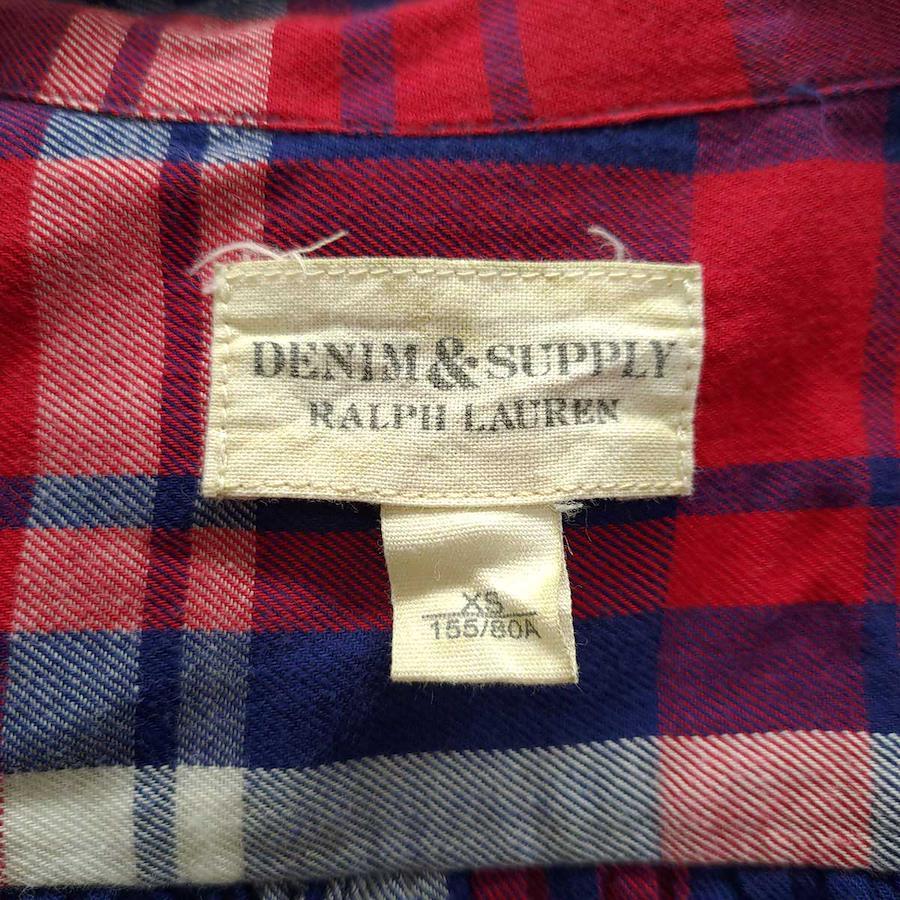 DENIM & SUPPLY
RALPH LAUREN
XS
155/80A